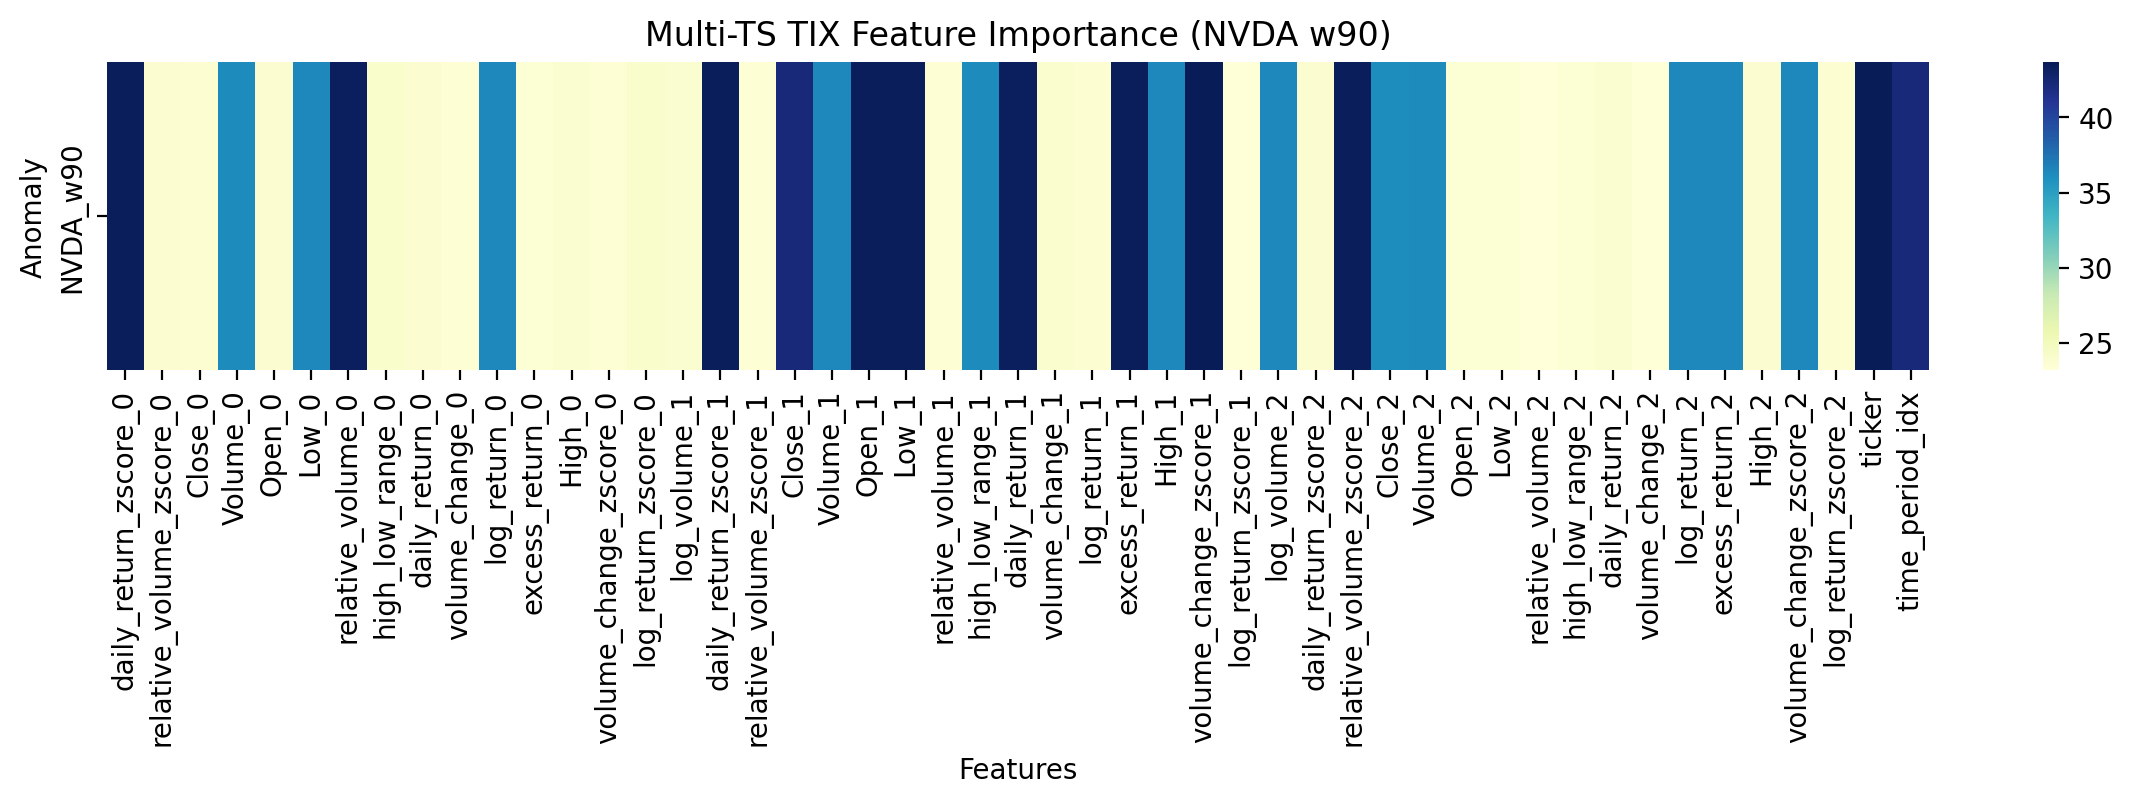 Multi-TS TIX Feature Importance (NVDA w90)
Anomaly
NVDA_w90
40
35
30
25
daily_return_zscore_0
relative_volume_zscore_0
Close_0
Volume_0
Open_0
Low_0
relative_volume_0
high_low_range_0
daily_return_0
volume_change_0
log_return_0
excess_return_0
High_0
volume_change_zscore_0
log_return_zscore_0
log_volume_1
daily_return_zscore_1
relative_volume_zscore_1
Close_1
Volume_1
Open_1
Low_1
relative_volume_1
high_low_range_1
daily_return_1
volume_change_1
log_return_1
excess_return_1
High_1
volume_change_zscore_1
log_return_zscore_1
log_volume_2
daily_return_zscore_2
relative_volume_zscore_2
Close_2
Volume_2
Open_2
Low_2
relative_volume_2
high_low_range_2
daily_return_2
volume_change_2
log_return_2
excess_return_2
High_2
volume_change_zscore_2
log_return_zscore_2
ticker
time_period_idx
Features